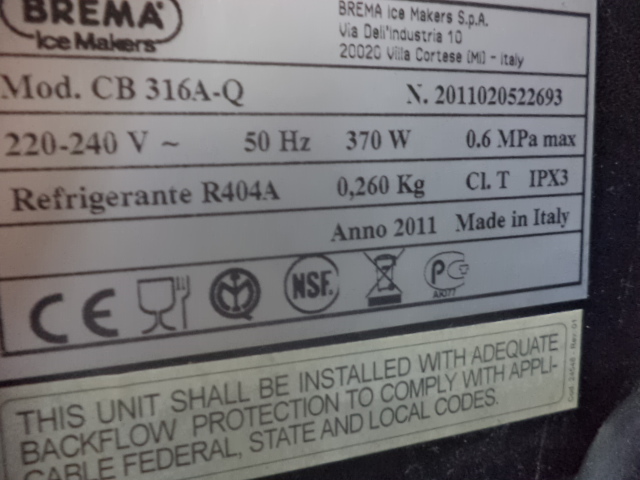 BREMA
Ice Makers
BREMA Ice Makers S.p.A.
Via Dell'Industria 10
20020 Villa Cortese (MI) - Italy
Mod. CB 316A-Q N. 2011020522693
220-240 V ~ 50 Hz 370 W 0.6 MPa max
Refrigerante R404A 0,260 Kg Cl. T IPX3
Anno 2011 Made in Italy
CE NSF. PC
THIS UNIT SHALL BE INSTALLED WITH ADEQUATE
BACKFLOW PROTECTION TO COMPLY WITH APPLI-
CABLE FEDERAL, STATE AND LOCAL CODES.